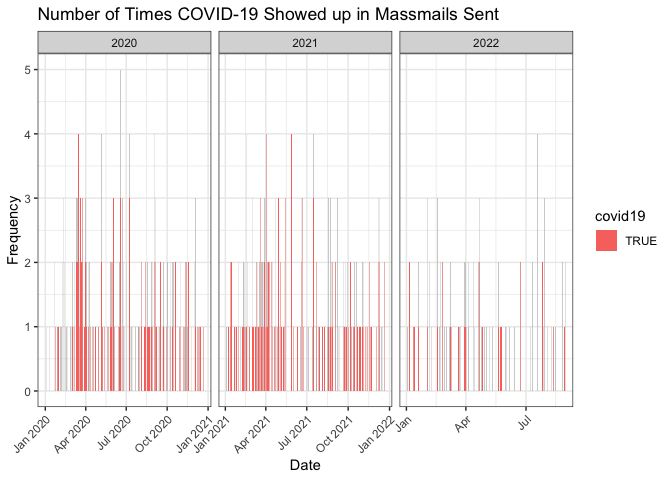 Number of Times COVID-19 Showed up in Massmails Sent
2020 2021 2022
5
4
3
2
1
0
Frequency
Jan 2020 Apr 2020 Jul 2020 Oct 2020 Jan 2021 Jan 2021 Apr 2021 Jul 2021 Oct 2021 Jan 2022 Jan Apr Jul
Date
covid19
TRUE